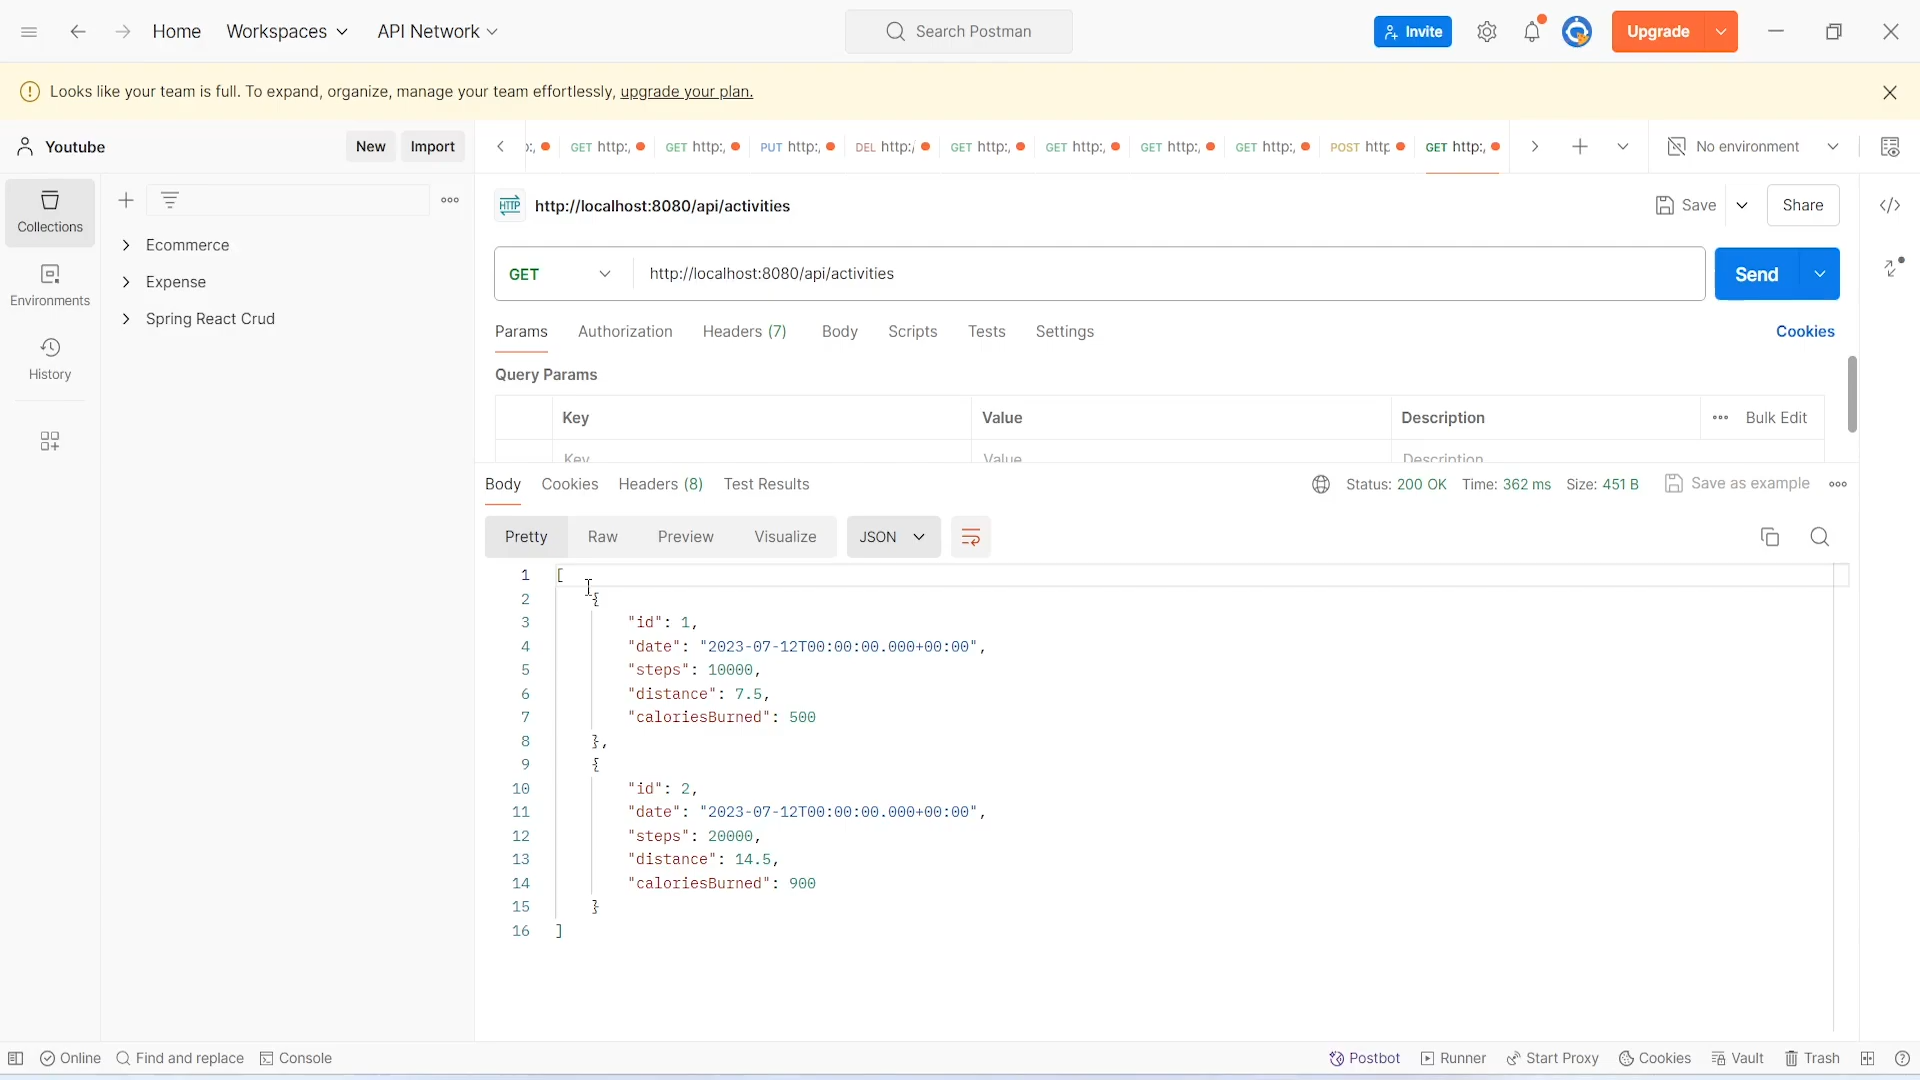 Home Workspaces API Network Search Postman Invite Upgrade
Looks like your team is full. To expand, organize, manage your team effortlessly, upgrade your plan.
Youtube New Import GET http:, GET http:, PUT http:, DEL http:/ GET http:, GET http:, GET http:, GET http:, POST http GET http:, No environment
Collections
Environments
History
Ecommerce
Expense
Spring React Crud
HTTP http://localhost:8080/api/activities Save Share
GET http://localhost:8080/api/activities Send
Params Authorization Headers (7) Body Scripts Tests Settings Cookies
Query Params
Key Value Description Bulk Edit
Key Value Description
Body Cookies Headers (8) Test Results Status: 200 OK Time: 362 ms Size: 451 B Save as example
Pretty Raw Preview Visualize JSON
1 [
2 {
3 "id": 1,
4 "date": "2023-07-12T00:00:00.000+00:00",
5 "steps": 10000,
6 "distance": 7.5,
7 "caloriesBurned": 500
8 },
9 {
10 "id": 2,
11 "date": "2023-07-12T00:00:00.000+00:00",
12 "steps": 20000,
13 "distance": 14.5,
14 "caloriesBurned": 900
15 }
16 ]
Online Find and replace Console Postbot Runner Start Proxy Cookies Vault Trash